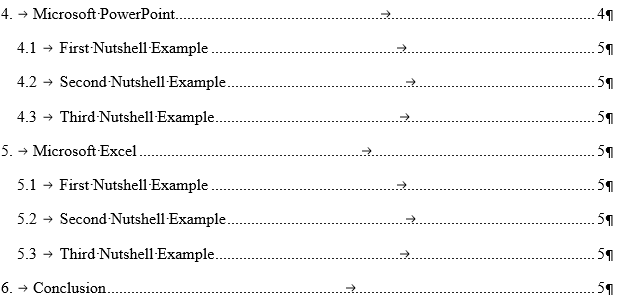 4. → Microsoft·PowerPoint → 4¶
4.1 → First·Nutshell·Example → 5¶
4.2 → Second·Nutshell·Example → 5¶
4.3 → Third·Nutshell·Example → 5¶
5. → Microsoft·Excel → 5¶
5.1 → First·Nutshell·Example → 5¶
5.2 → Second·Nutshell·Example → 5¶
5.3 → Third·Nutshell·Example → 5¶
6. → Conclusion → 5¶